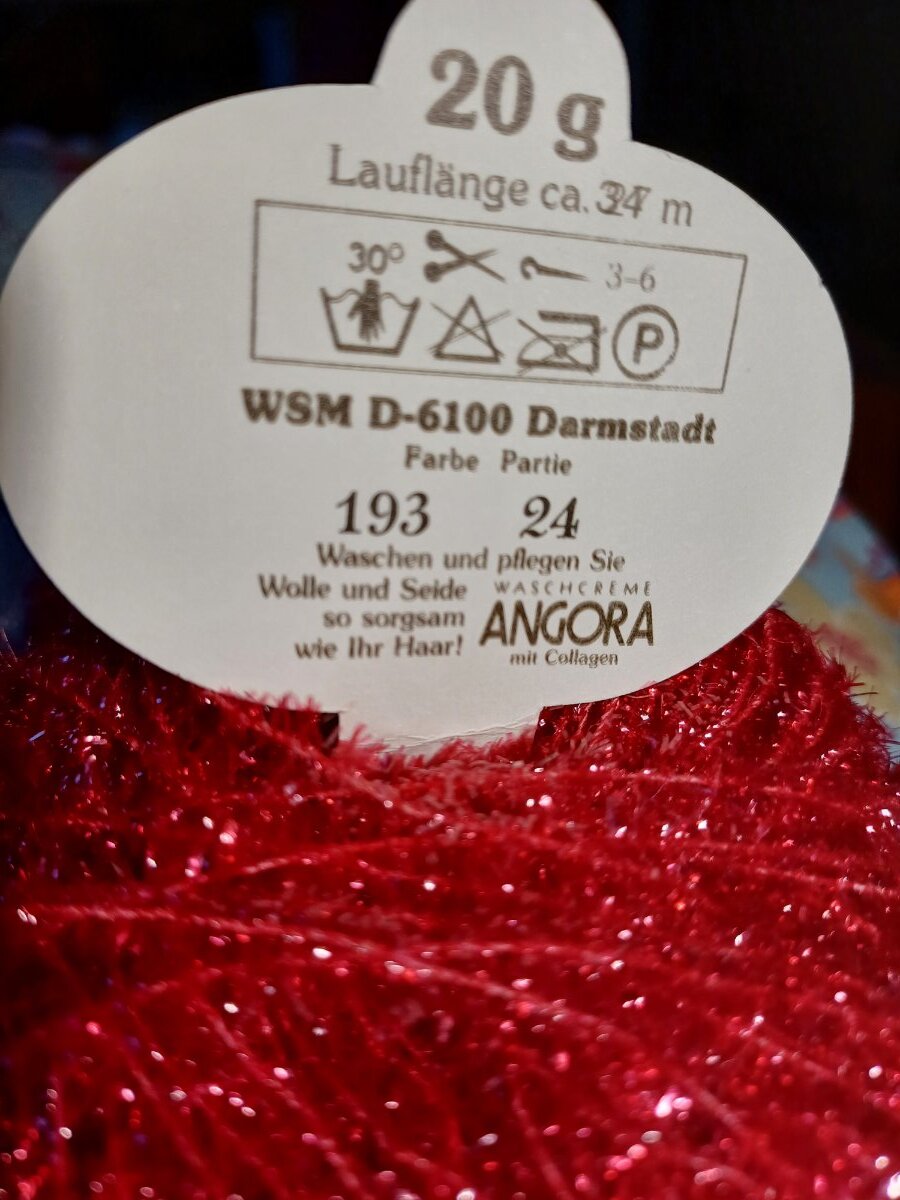 20 g
Lauflänge ca. m
30° 3-6
P
WSM D-6100 Darmstadt
Farbe Partie
193 24
Waschen und pflegen Sie
Wolle und Seide
so sorgsam
wie Ihr Haar!
WASCHCREME
ANGORA
mit Collagen